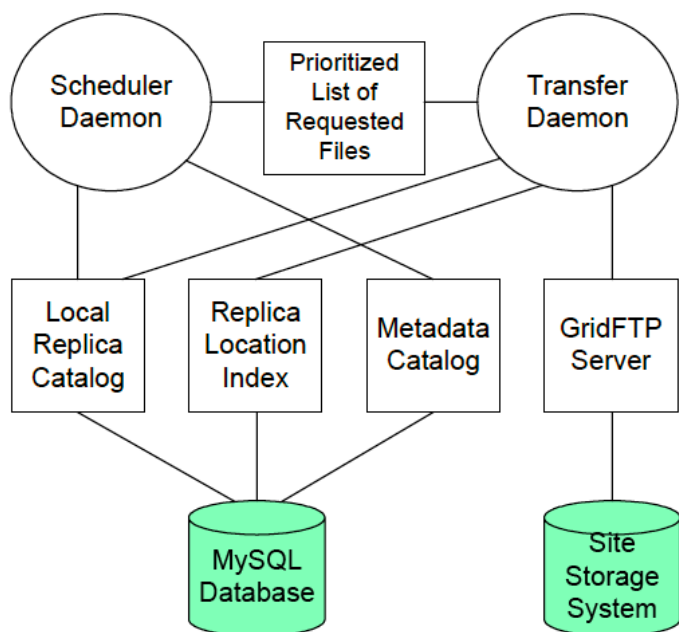 Scheduler
Daemon
Prioritized
List of
Requested
Files
Transfer
Daemon
Local
Replica
Catalog
Replica
Location
Index
Metadata
Catalog
GridFTP
Server
MySQL
Database
Site
Storage
System